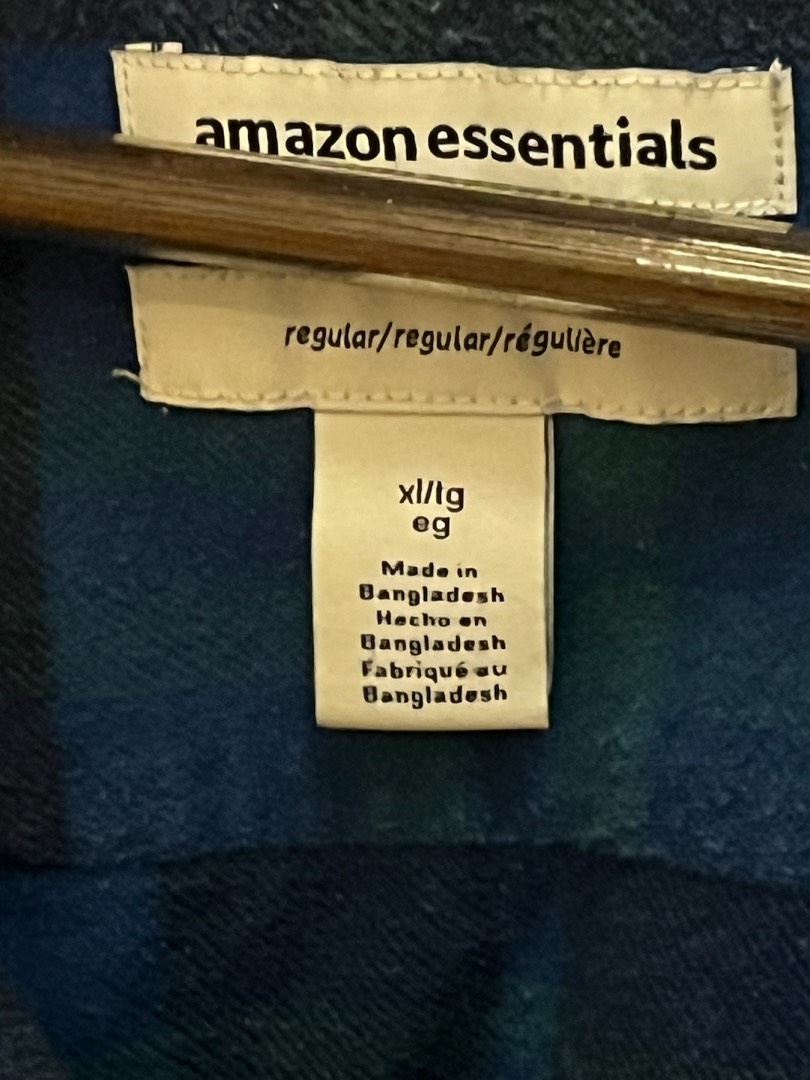 amazon essentials
regular/regular/régulière
xl/tg
eg
Made in
Bangladesh
Hecho en
Bangladesh
Fabriqué au
Bangladesh